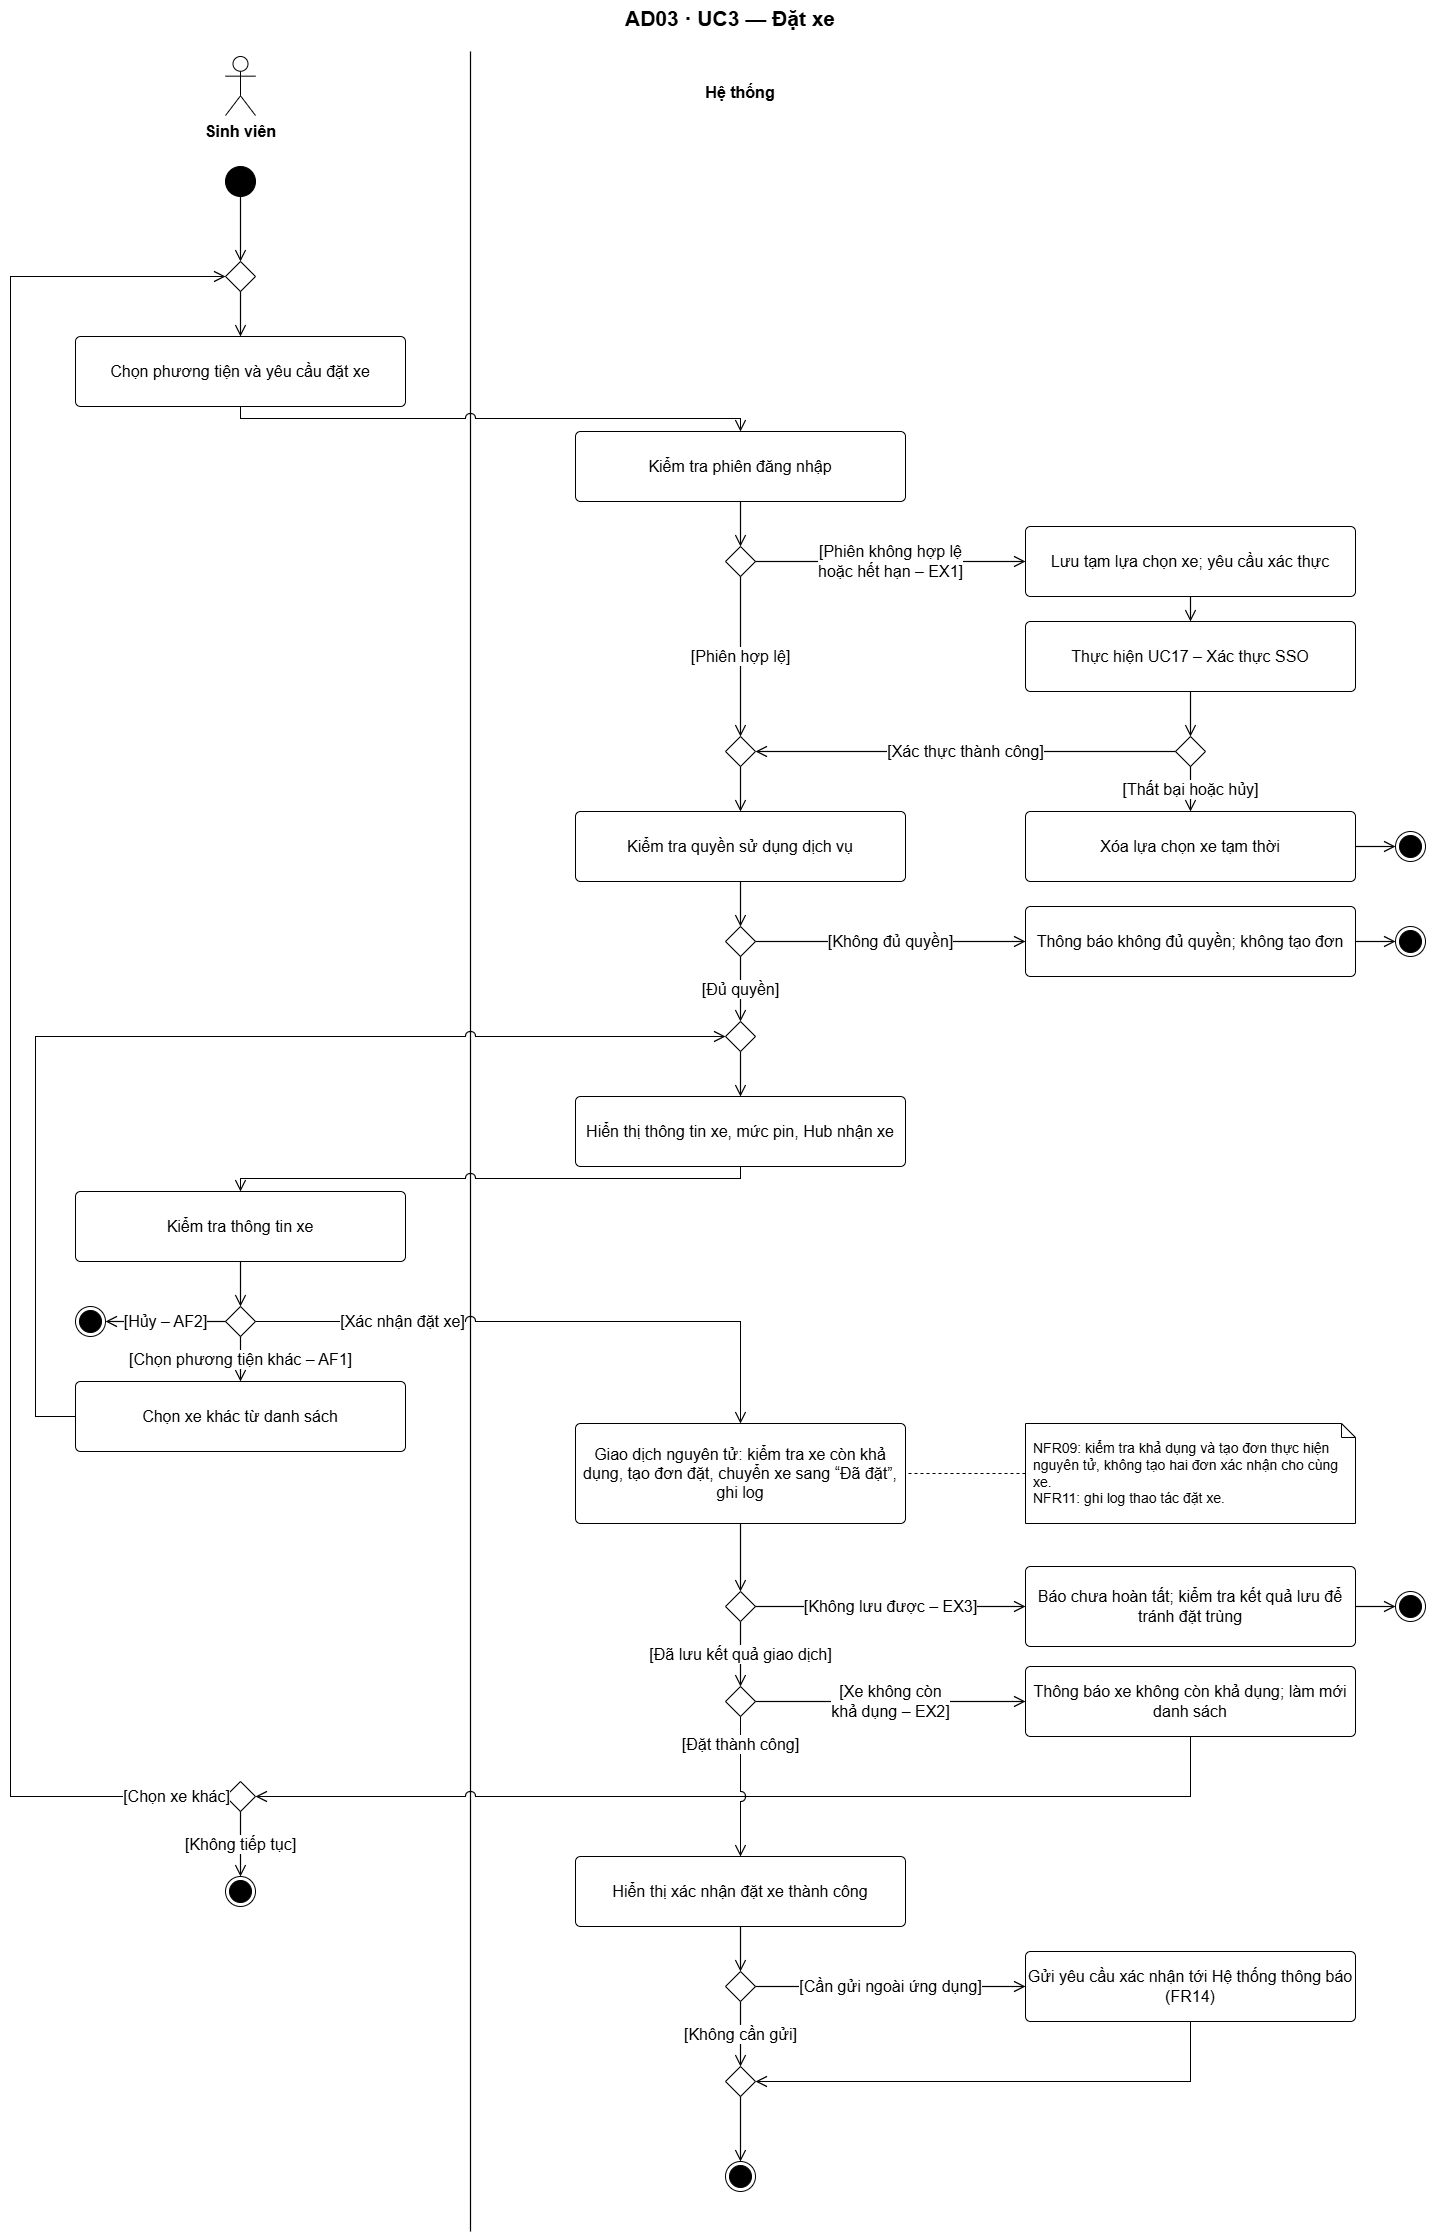 AD03 · UC3 — Đặt xe
Hệ thống
Sinh viên
Chọn phương tiện và yêu cầu đặt xe
Kiểm tra phiên đăng nhập
[Phiên không hợp lệ
hoặc hết hạn – EX1]
Lưu tạm lựa chọn xe; yêu cầu xác thực
[Phiên hợp lệ]
Thực hiện UC17 – Xác thực SSO
[Xác thực thành công]
[Thất bại hoặc hủy]
Kiểm tra quyền sử dụng dịch vụ
Xóa lựa chọn xe tạm thời
[Không đủ quyền]
Thông báo không đủ quyền; không tạo đơn
[Đủ quyền]
Hiển thị thông tin xe, mức pin, Hub nhận xe
Kiểm tra thông tin xe
[Hủy – AF2]
[Xác nhận đặt xe]
[Chọn phương tiện khác – AF1]
Chọn xe khác từ danh sách
Giao dịch nguyên tử: kiểm tra xe còn khả
dụng, tạo đơn đặt, chuyển xe sang “Đã đặt”,
ghi log
NFR09: kiểm tra khả dụng và tạo đơn thực hiện
nguyên tử, không tạo hai đơn xác nhận cho cùng
xe.
NFR11: ghi log thao tác đặt xe.
[Không lưu được – EX3]
Báo chưa hoàn tất; kiểm tra kết quả lưu để
tránh đặt trùng
[Đã lưu kết quả giao dịch]
[Xe không còn
khả dụng – EX2]
Thông báo xe không còn khả dụng; làm mới
danh sách
[Đặt thành công]
[Chọn xe khác]
[Không tiếp tục]
Hiển thị xác nhận đặt xe thành công
[Cần gửi ngoài ứng dụng]
Gửi yêu cầu xác nhận tới Hệ thống thông báo
(FR14)
[Không cần gửi]